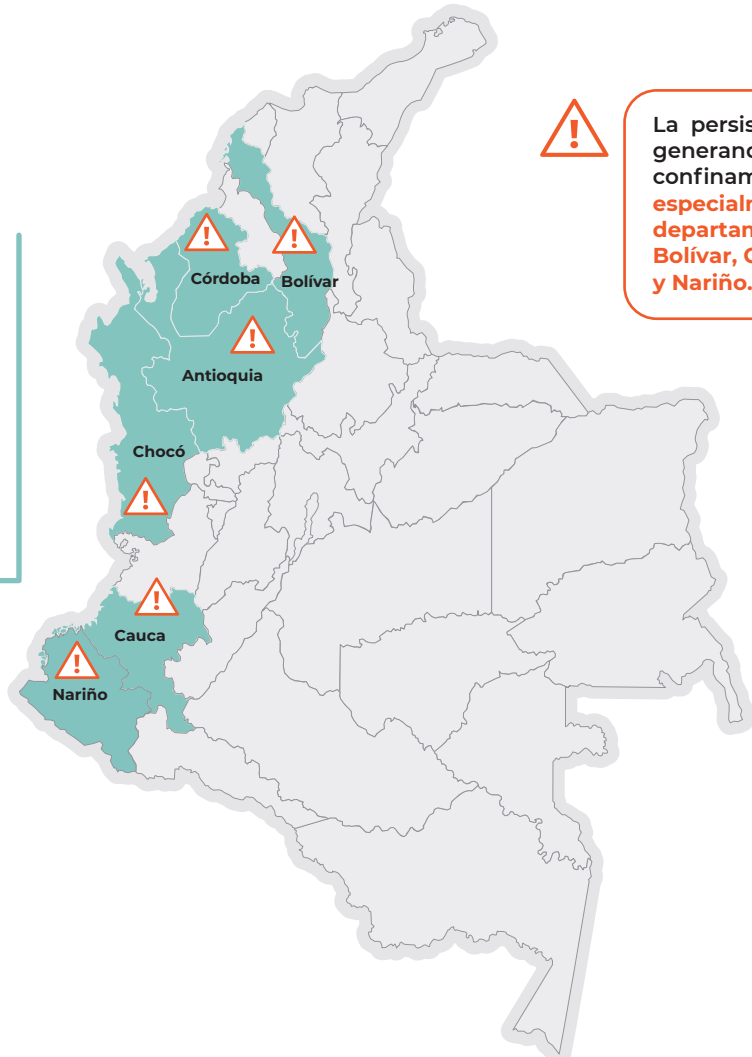 La persis
generand
confinam
especialm
departam
Bolívar, C
y Nariño.
Córdoba
Bolívar
Antioquia
Chocó
Cauca
Nariño